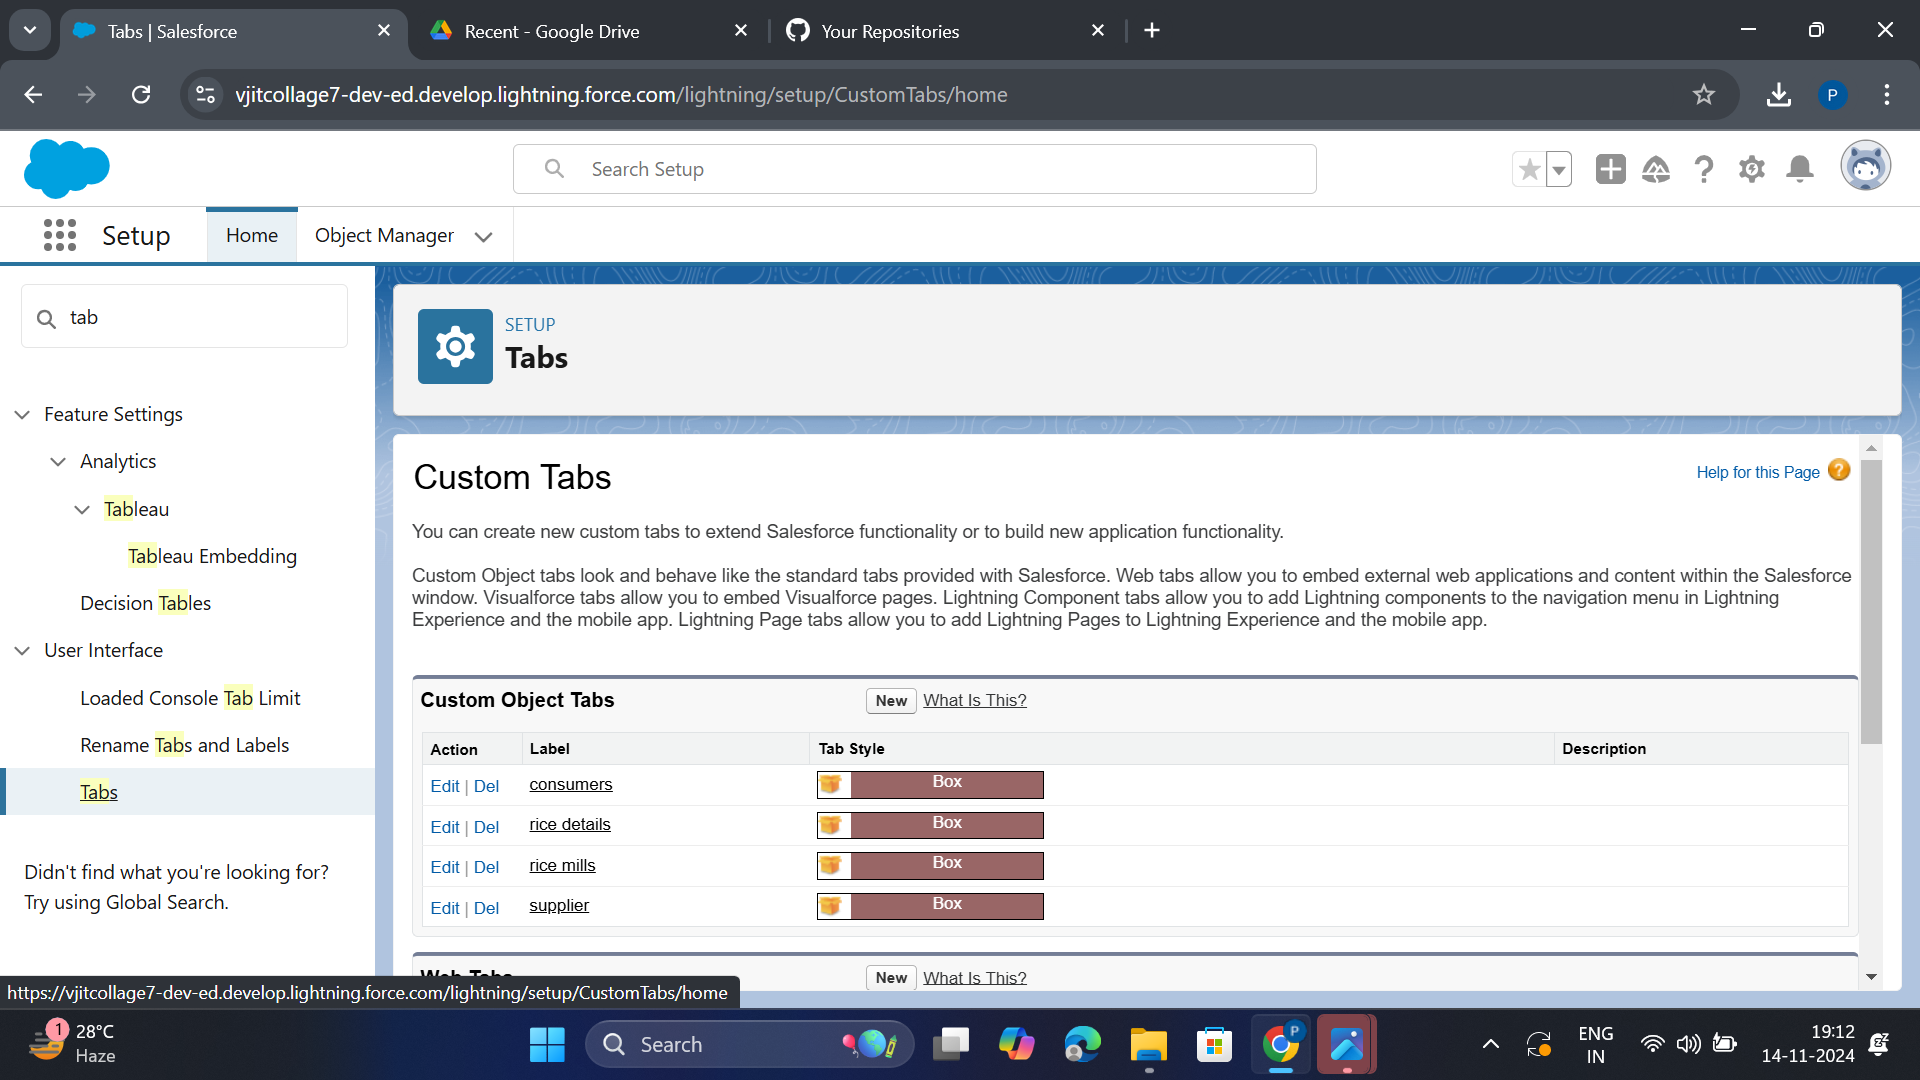 Tabs | Salesforce
Recent - Google Drive
Your Repositories
vjitcollage7-dev-ed.develop.lightning.force.com/lightning/setup/CustomTabs/home
P
Search Setup
Setup
Home
Object Manager
tab
Feature Settings
Analytics
Tableau
Tableau Embedding
Decision Tables
User Interface
Loaded Console Tab Limit
Rename Tabs and Labels
Tabs
Didn't find what you're looking for?
Try using Global Search.
SETUP
Tabs
Custom Tabs
Help for this Page ?
You can create new custom tabs to extend Salesforce functionality or to build new application functionality.
Custom Object tabs look and behave like the standard tabs provided with Salesforce. Web tabs allow you to embed external web applications and content within the Salesforce
window. Visualforce tabs allow you to embed Visualforce pages. Lightning Component tabs allow you to add Lightning components to the navigation menu in Lightning
Experience and the mobile app. Lightning Page tabs allow you to add Lightning Pages to Lightning Experience and the mobile app.
Custom Object Tabs New What Is This?
Action Label Tab Style Description
Edit | Del consumers Box
Edit | Del rice details Box
Edit | Del rice mills Box
Edit | Del supplier Box
Web Tabs New What Is This?
https://vjitcollage7-dev-ed.develop.lightning.force.com/lightning/setup/CustomTabs/home
1
28°C
Haze
Search
P
ENG
IN
19:12
14-11-2024